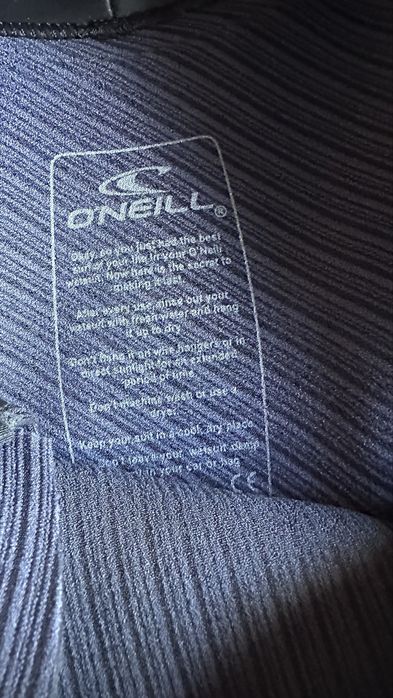 O'NEILL®
Okay, so you just had the best
surf of your life in your O'Neill
wetsuit! Now here is the secret to
making it last
After every use rinse out your
wetsuit with fresh water and hang
it up to dry
Don't hang it on wire hangers or in
direct sunlight for an extended
period of time
Don't machine wash or use a
dryer.
Keep your suit in a cool, dry place
Don't leave your wetsuit damp
in your car or bag
CE